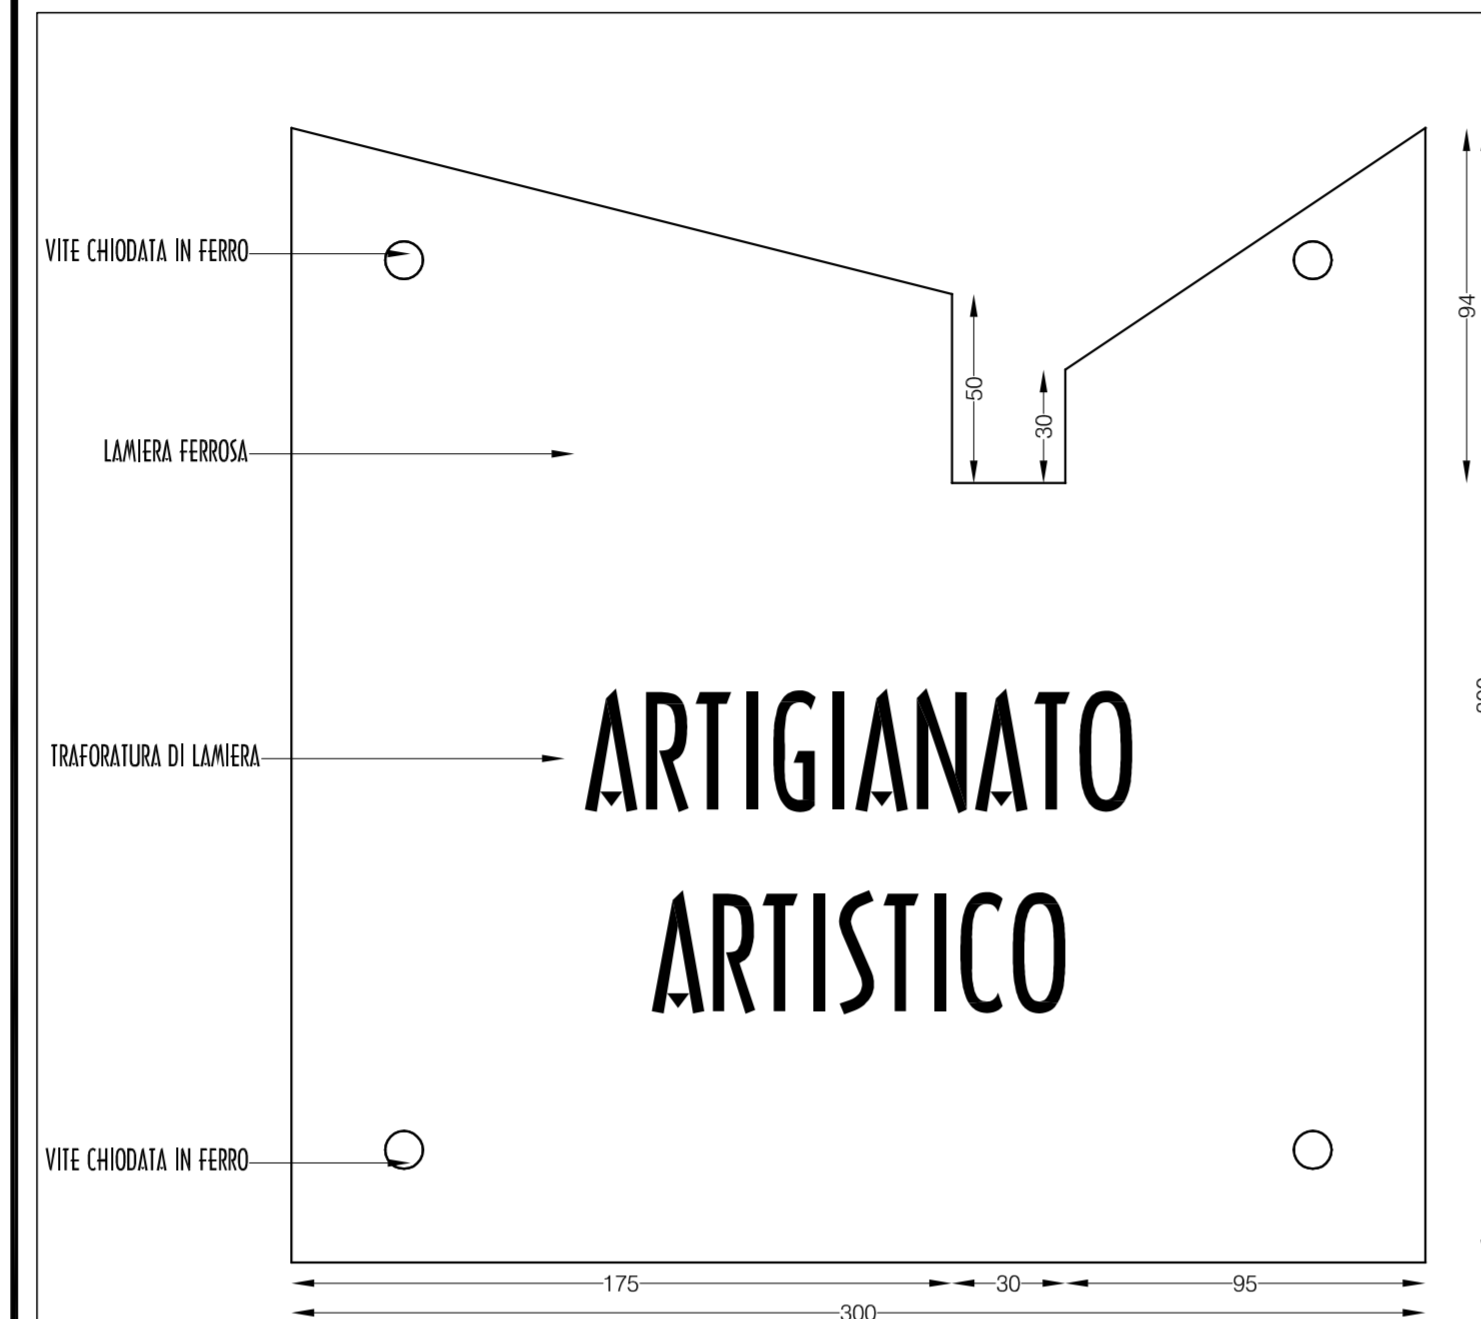 VITE CHIODATA IN FERRO
94
50
30
LAMIERA FERROSA
TRAFORATURA DI LAMIERA
ARTIGIANATO
ARTISTICO
VITE CHIODATA IN FERRO
175
30
95
300